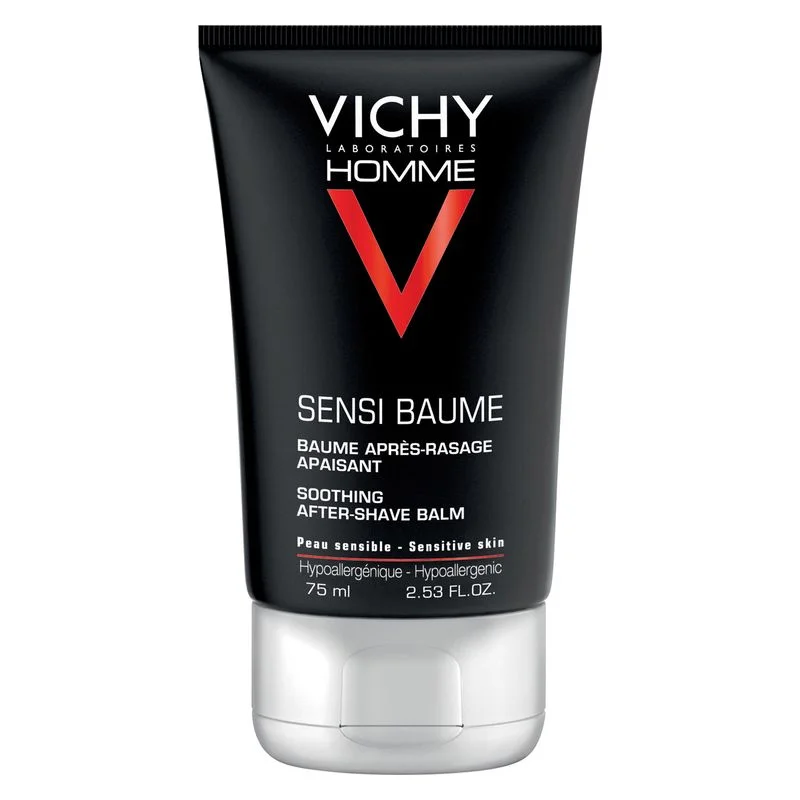 VICHY
LABORATOIRES
HOMME
V
SENSI BAUME
BAUME APRÈS-RASAGE
APAISANT
SOOTHING
AFTER-SHAVE BALM
Peau sensible - Sensitive skin
Hypoallergénique - Hypoallergenic
75 ml 2.53 FL.OZ.